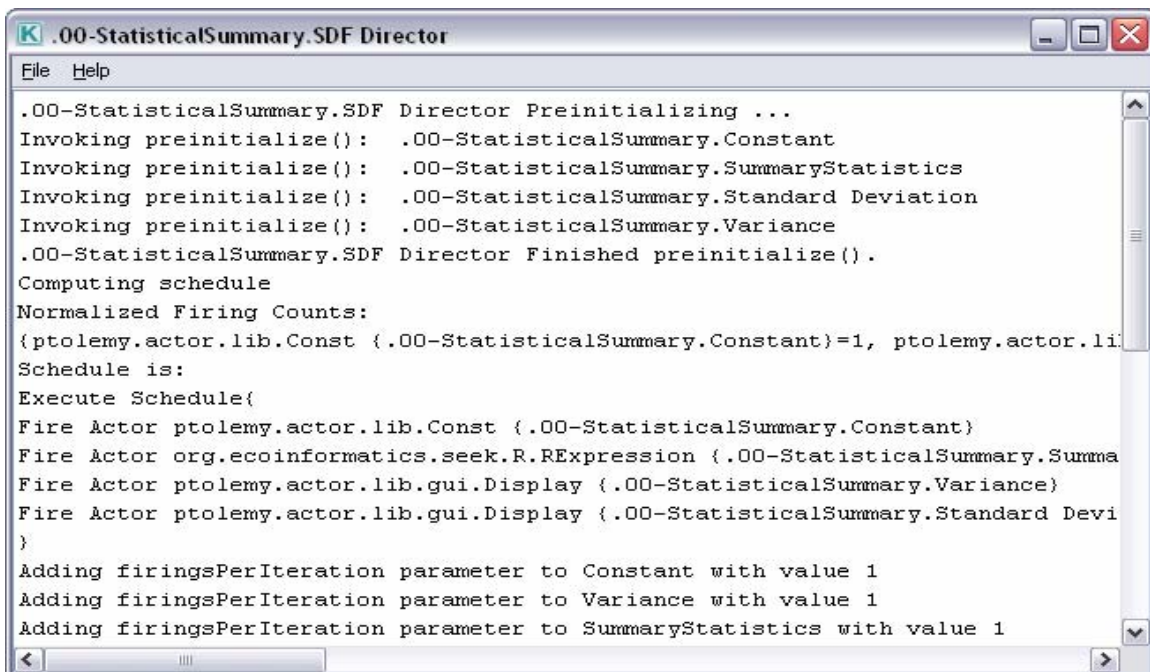 K .00-StatisticalSummary.SDF Director
File Help
.00-StatisticalSummary.SDF Director Preinitializing ...
Invoking preinitialize(): .00-StatisticalSummary.Constant
Invoking preinitialize(): .00-StatisticalSummary.SummaryStatistics
Invoking preinitialize(): .00-StatisticalSummary.Standard Deviation
Invoking preinitialize(): .00-StatisticalSummary.Variance
.00-StatisticalSummary.SDF Director Finished preinitialize().
Computing schedule
Normalized Firing Counts:
{ptolemy.actor.lib.Const {.00-StatisticalSummary.Constant}=1, ptolemy.actor.li
Schedule is:
Execute Schedule{
Fire Actor ptolemy.actor.lib.Const {.00-StatisticalSummary.Constant}
Fire Actor org.ecoinformatics.seek.R.RExpression {.00-StatisticalSummary.Summa
Fire Actor ptolemy.actor.lib.gui.Display {.00-StatisticalSummary.Variance}
Fire Actor ptolemy.actor.lib.gui.Display {.00-StatisticalSummary.Standard Devi
}
Adding firingsPerIteration parameter to Constant with value 1
Adding firingsPerIteration parameter to Variance with value 1
Adding firingsPerIteration parameter to SummaryStatistics with value 1